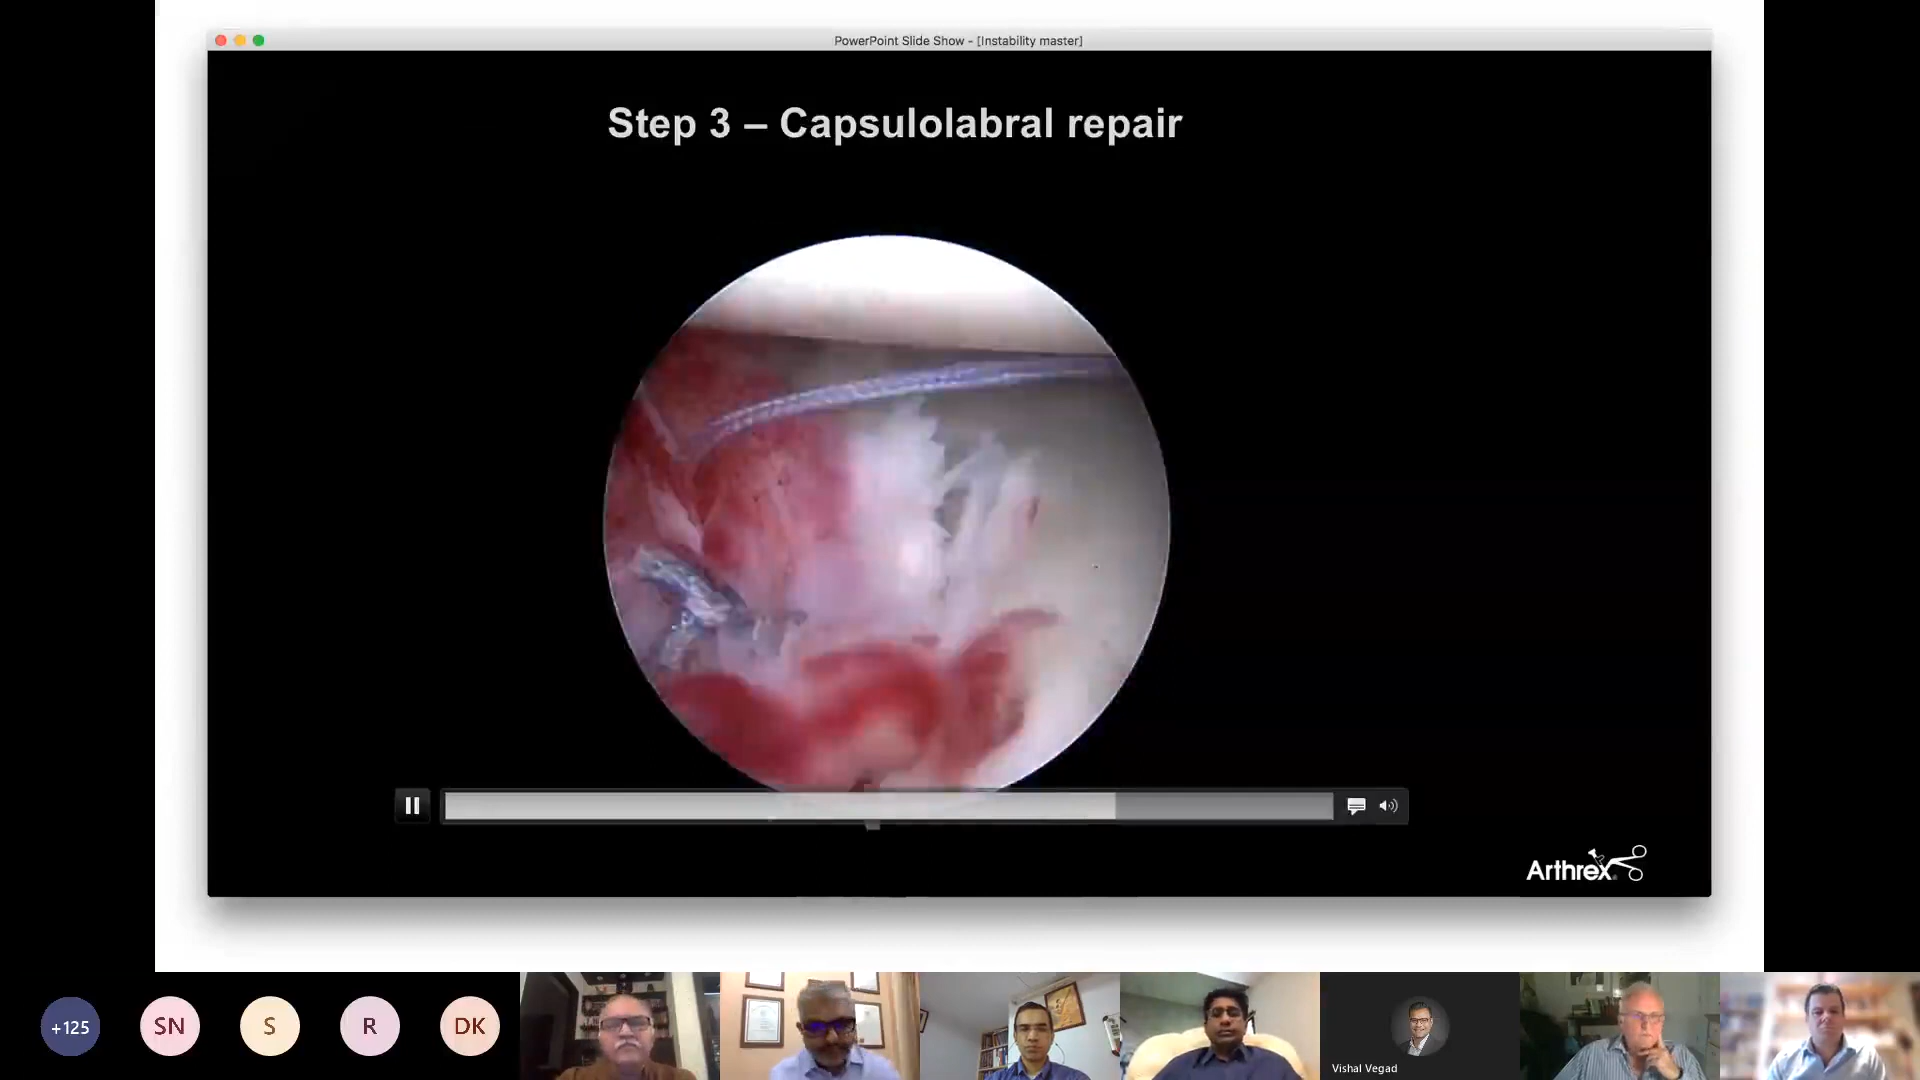 PowerPoint Slide Show - [Instability master]
Step 3 – Capsulolabral repair
Arthrex
+125
SN
S
R
DK
Vishal Vegad